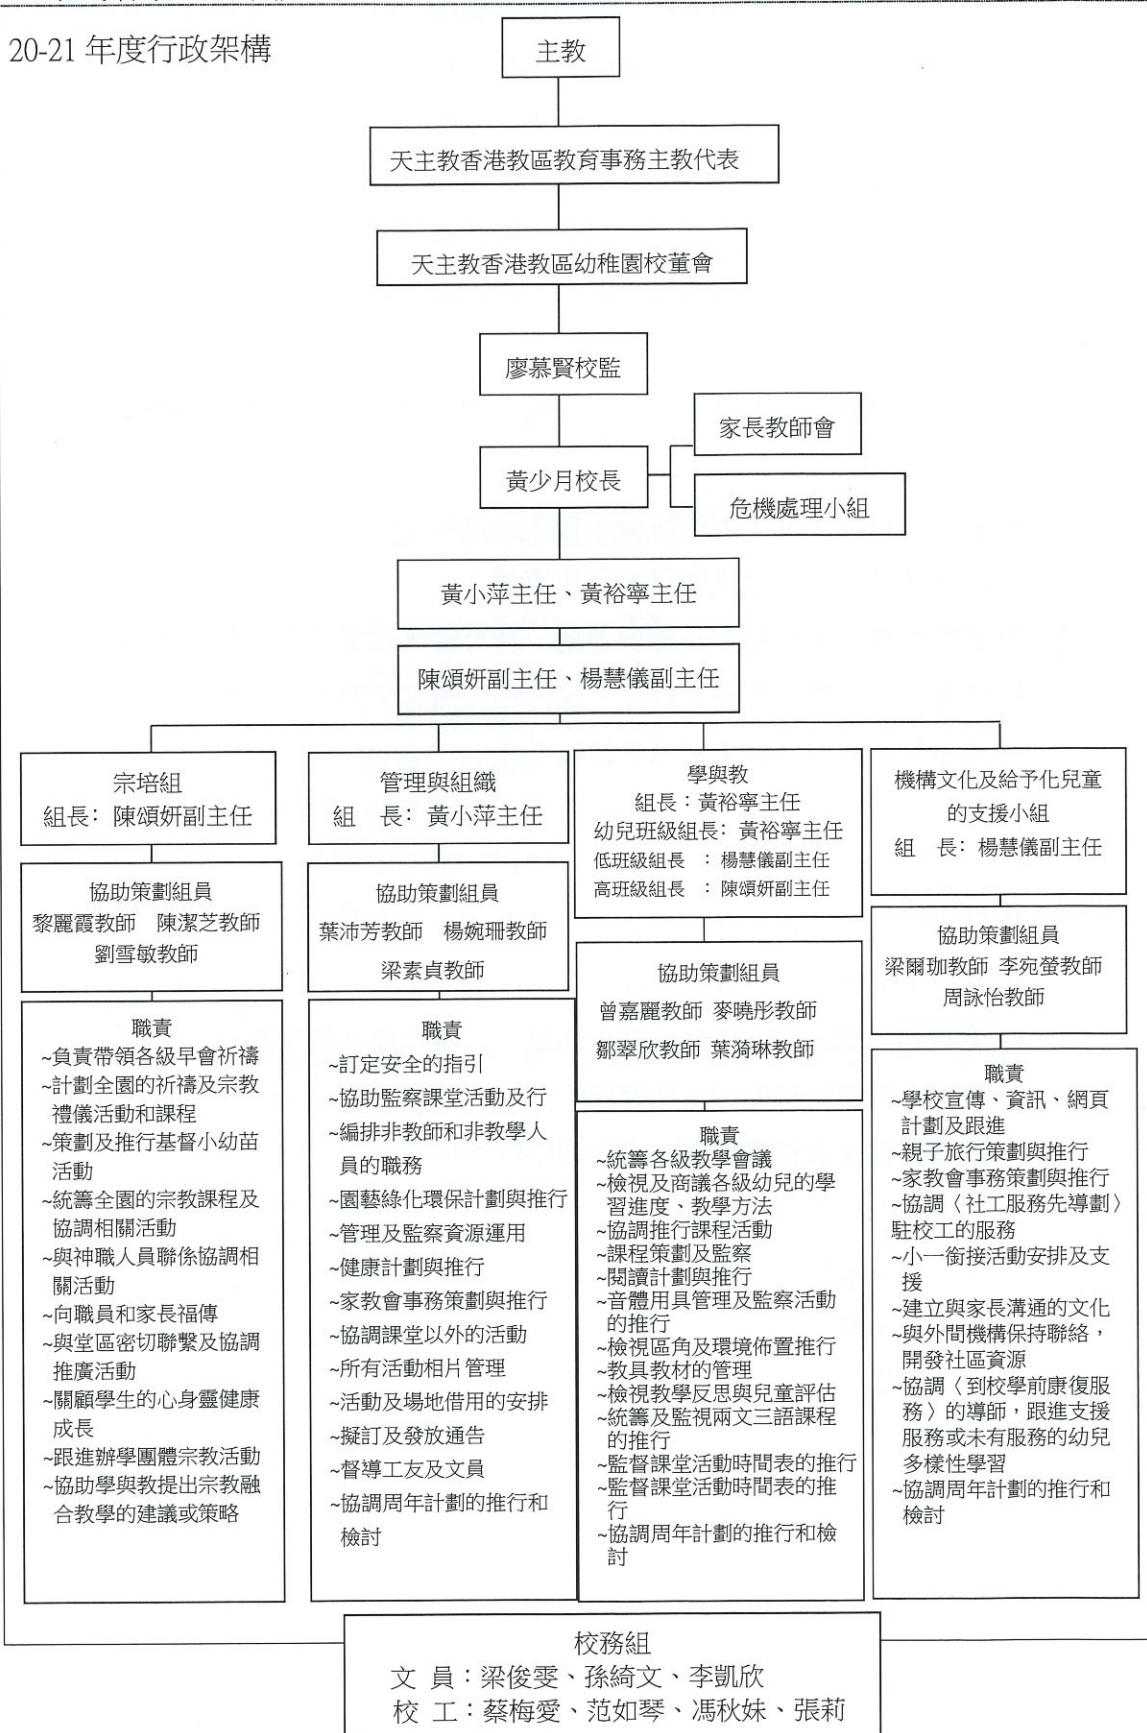 20-21 年度行政架構
主教
天主教香港教區教育事務主教代表
天主教香港教區幼稚園校董會
廖慕賢校監
家長教師會
黃少月校長
危機處理小組
黃小萍主任、黃裕寧主任
陳頌妍副主任、楊慧儀副主任
宗培組
組長: 陳頌妍副主任
協助策劃組員
黎麗霞教師 陳潔芝教師
劉雪敏教師
職責
~負責帶領各級早會祈禱
~計劃全園的祈禱及宗教
禮儀活動和課程
~策劃及推行基督小幼苗
活動
~統籌全園的宗教課程及
協調相關活動
~與神職人員聯係協調相
關活動
~向職員和家長福傳
~與堂區密切聯繫及協調
推廣活動
~關顧學生的心身靈健康
成長
~跟進辦學團體宗教活動
~協助學與教提出宗教融
合教學的建議或策略
管理與組織
組 長: 黃小萍主任
協助策劃組員
葉沛芳教師 楊婉珊教師
梁素貞教師
職責
~訂定安全的指引
~協助監察課堂活動及行
~編排非教師和非教學人
員的職務
~園藝綠化環保計劃與推行
~管理及監察資源運用
~健康計劃與推行
~家教會事務策劃與推行
~協調課堂以外的活動
~所有活動相片管理
~活動及場地借用的安排
~擬訂及發放通告
~督導工友及文員
~協調周年計劃的推行和
檢討
學與教
組長：黃裕寧主任
幼兒班級組長: 黃裕寧主任
低班級組長 ：楊慧儀副主任
高班級組長 ：陳頌妍副主任
協助策劃組員
曾嘉麗教師 麥曉彤教師
鄒翠欣教師 葉漪琳教師
職責
~統籌各級教學會議
~檢視及商議各級幼兒的學
習進度、教學方法
~協調推行課程活動
~課程策劃及監察
~閱讀計劃與推行
~音體用具管理及監察活動
的推行
~檢視區角及環境佈置推行
~教具教材的管理
~檢視教學反思與兒童評估
~統籌及監視兩文三語課程
的推行
~監督課堂活動時間表的推行
~監督課堂活動時間表的推
行
~協調周年計劃的推行和檢
討
機構文化及給予化兒童
的支援小組
組 長: 楊慧儀副主任
協助策劃組員
梁爾珈教師 李宛螢教師
周詠怡教師
職責
~學校宣傳、資訊、網頁
計劃及跟進
~親子旅行策劃與推行
~家教會事務策劃與推行
~協調〈社工服務先導劃〉
駐校工的服務
~小一銜接活動安排及支
援
~建立與家長溝通的文化
~與外間機構保持聯絡，
開發社區資源
~協調〈到校學前康復服
務〉的導師，跟進支援
服務或未有服務的幼兒
多樣性學習
~協調周年計劃的推行和
檢討
校務組
文 員：梁俊雯、孫綺文、李凱欣
校 工：蔡梅愛、范如琴、馮秋妹、張莉